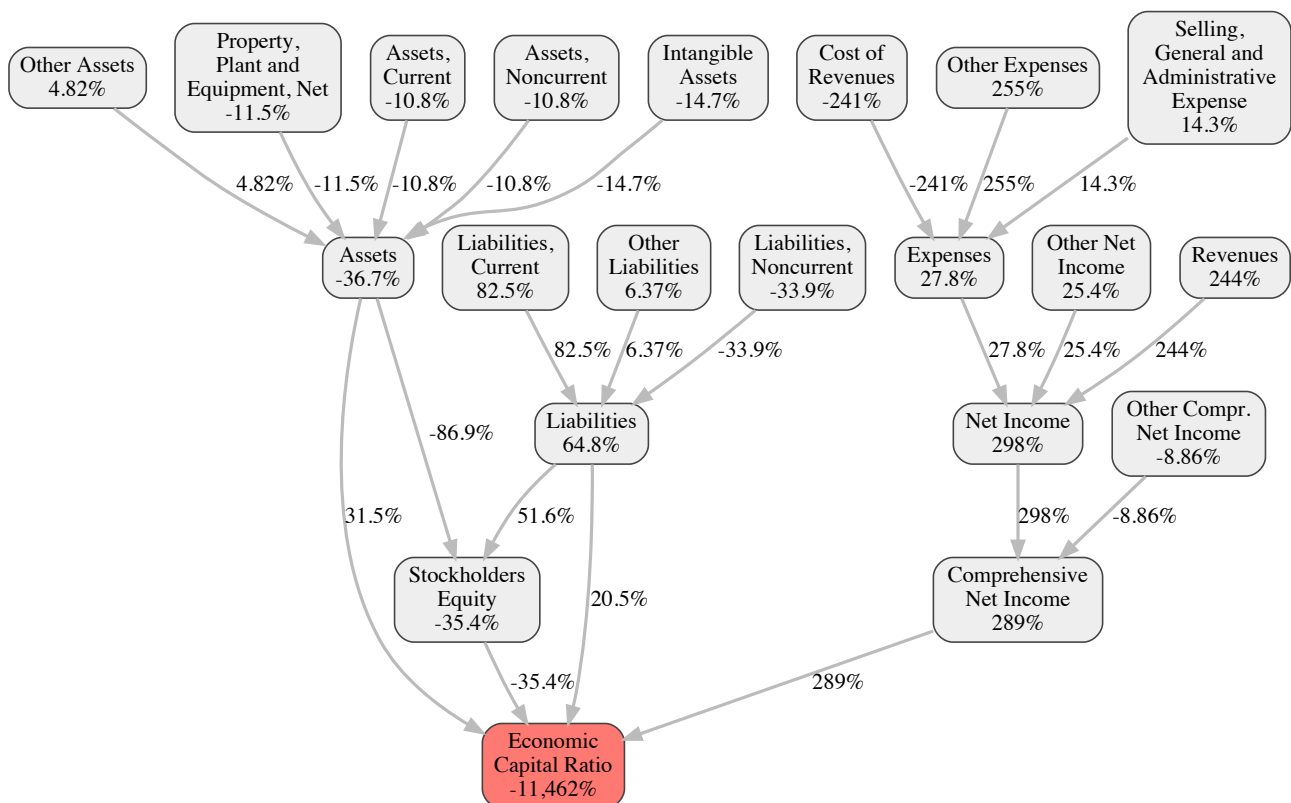 Other Assets
4.82%
Property,
Plant and
Equipment, Net
-11.5%
Assets,
Current
-10.8%
Assets,
Noncurrent
-10.8%
Intangible
Assets
-14.7%
Cost of
Revenues
-241%
Other Expenses
255%
Selling,
General and
Administrative
Expense
14.3%
4.82%
-11.5%
-10.8%
-10.8%
-14.7%
-241%
255%
14.3%
Assets
-36.7%
Liabilities,
Current
82.5%
Other
Liabilities
6.37%
Liabilities,
Noncurrent
-33.9%
Expenses
27.8%
Other Net
Income
25.4%
Revenues
244%
82.5%
6.37%
-33.9%
27.8%
25.4%
244%
-86.9%
Liabilities
64.8%
Net Income
298%
Other Compr.
Net Income
-8.86%
31.5%
51.6%
298%
-8.86%
Stockholders
Equity
-35.4%
20.5%
Comprehensive
Net Income
289%
-35.4%
289%
Economic
Capital Ratio
-11,462%